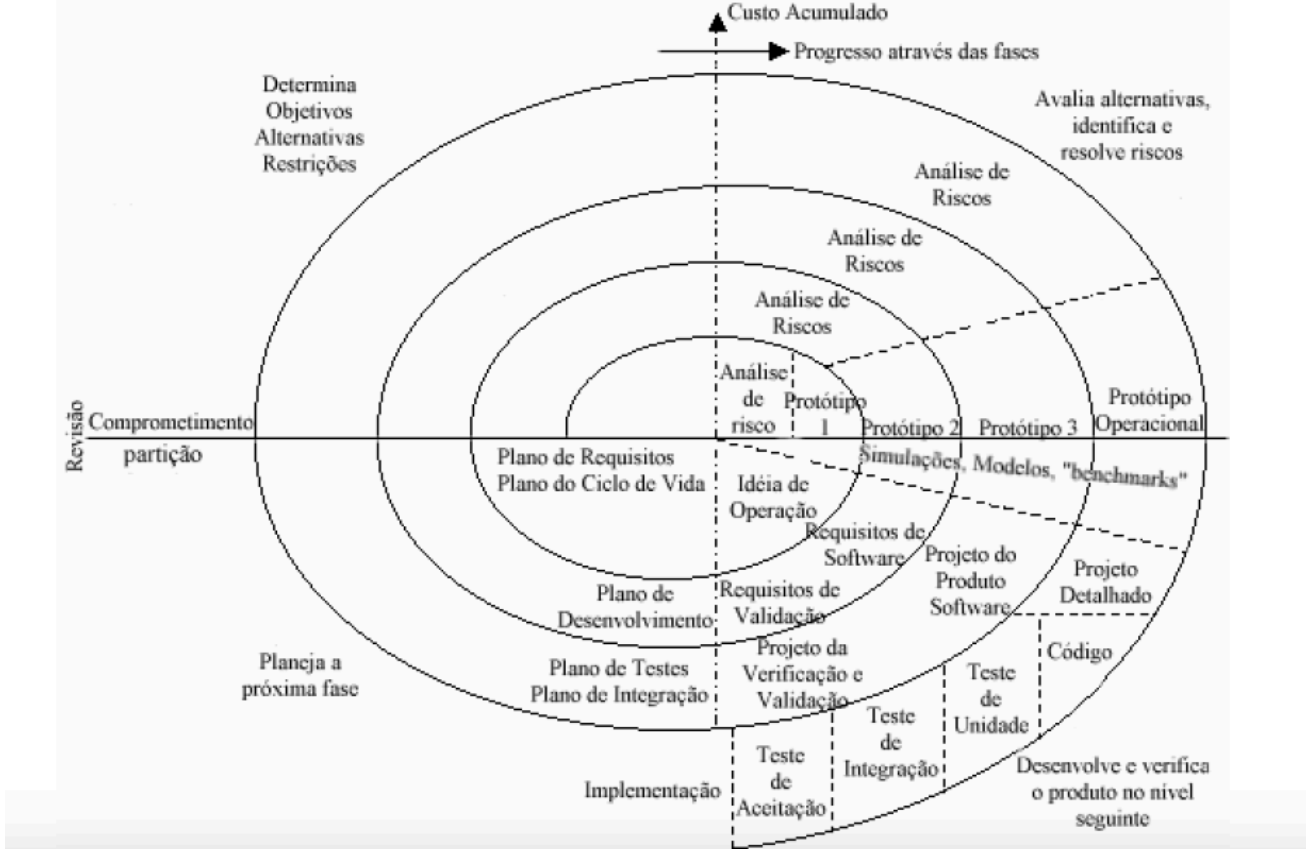 Custo Acumulado
Progresso através das fases
Determina
Objetivos
Alternativas
Restrições
Avalia alternativas,
identifica e
resolve riscos
Análise de
Riscos
Análise de
Riscos
Análise de
Riscos
Análise
de
risco
Protótipo
1
Protótipo 2
Protótipo 3
Protótipo
Operacional
Revisão
Comprometimento
partição
Simulações, Modelos, "benchmarks"
Plano de Requisitos
Plano do Ciclo de Vida
Idéia de
Operação
Requisitos de
Software
Projeto do
Produto
Software
Projeto
Detalhado
Plano de
Desenvolvimento
Requisitos de
Validação
Código
Planeja a
próxima fase
Plano de Testes
Plano de Integração
Projeto da
Verificação e
Validação
Teste
de
Unidade
Teste
de
Integração
Teste
de
Aceitação
Implementação
Desenvolve e verifica
o produto no nível
seguinte